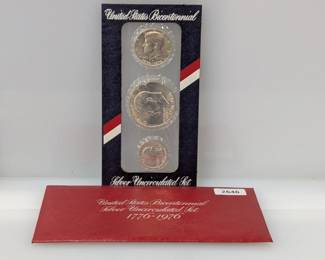 United States Bicentennial
Silver Uncirculated Set
2646
United States Bicentennial
Silver Uncirculated Set
1776-1976